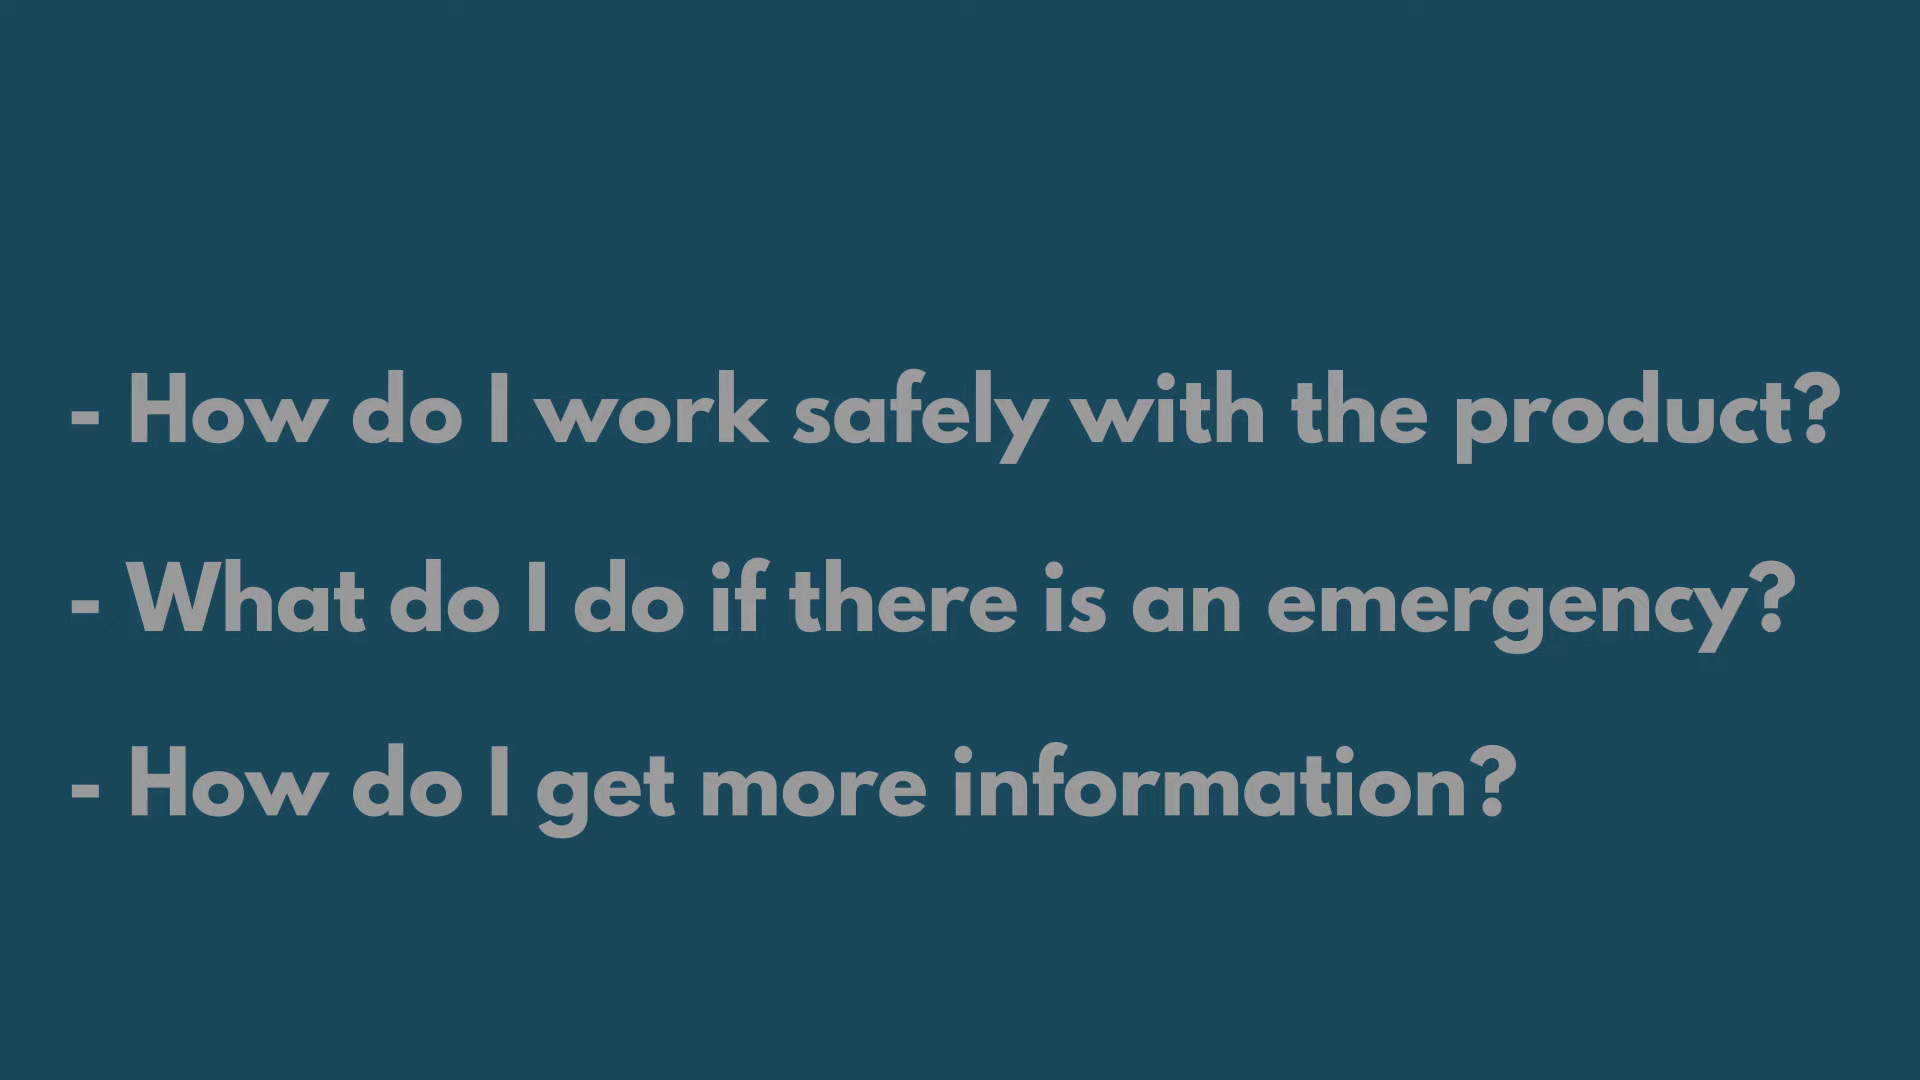 - How do I work safely with the product?
- What do I do if there is an emergency?
- How do I get more information?